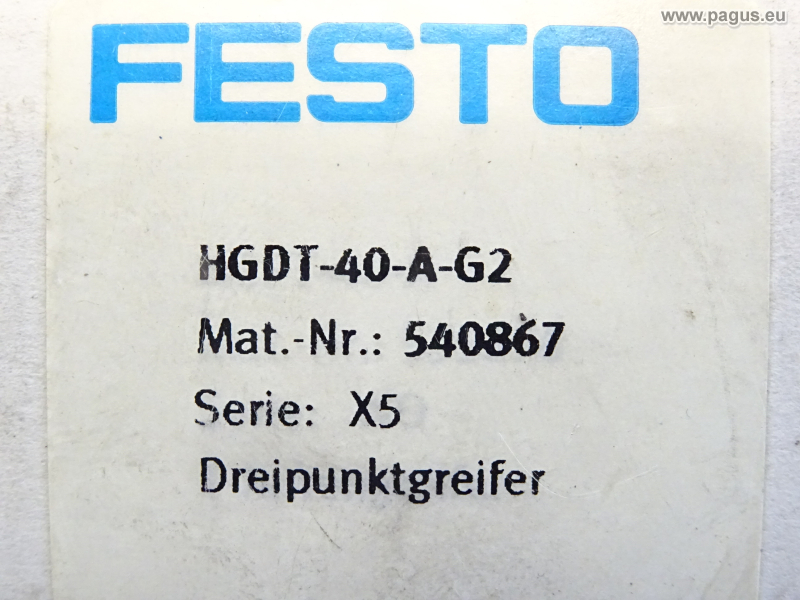 www.pagus.eu
FESTO
HGDT-40-A-G2
Mat.-Nr.: 540867
Serie: X5
Dreipunktgreifer